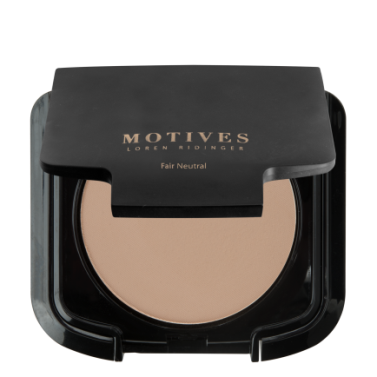 MOTIVES
LOREN RIDINGER
Fair Neutral